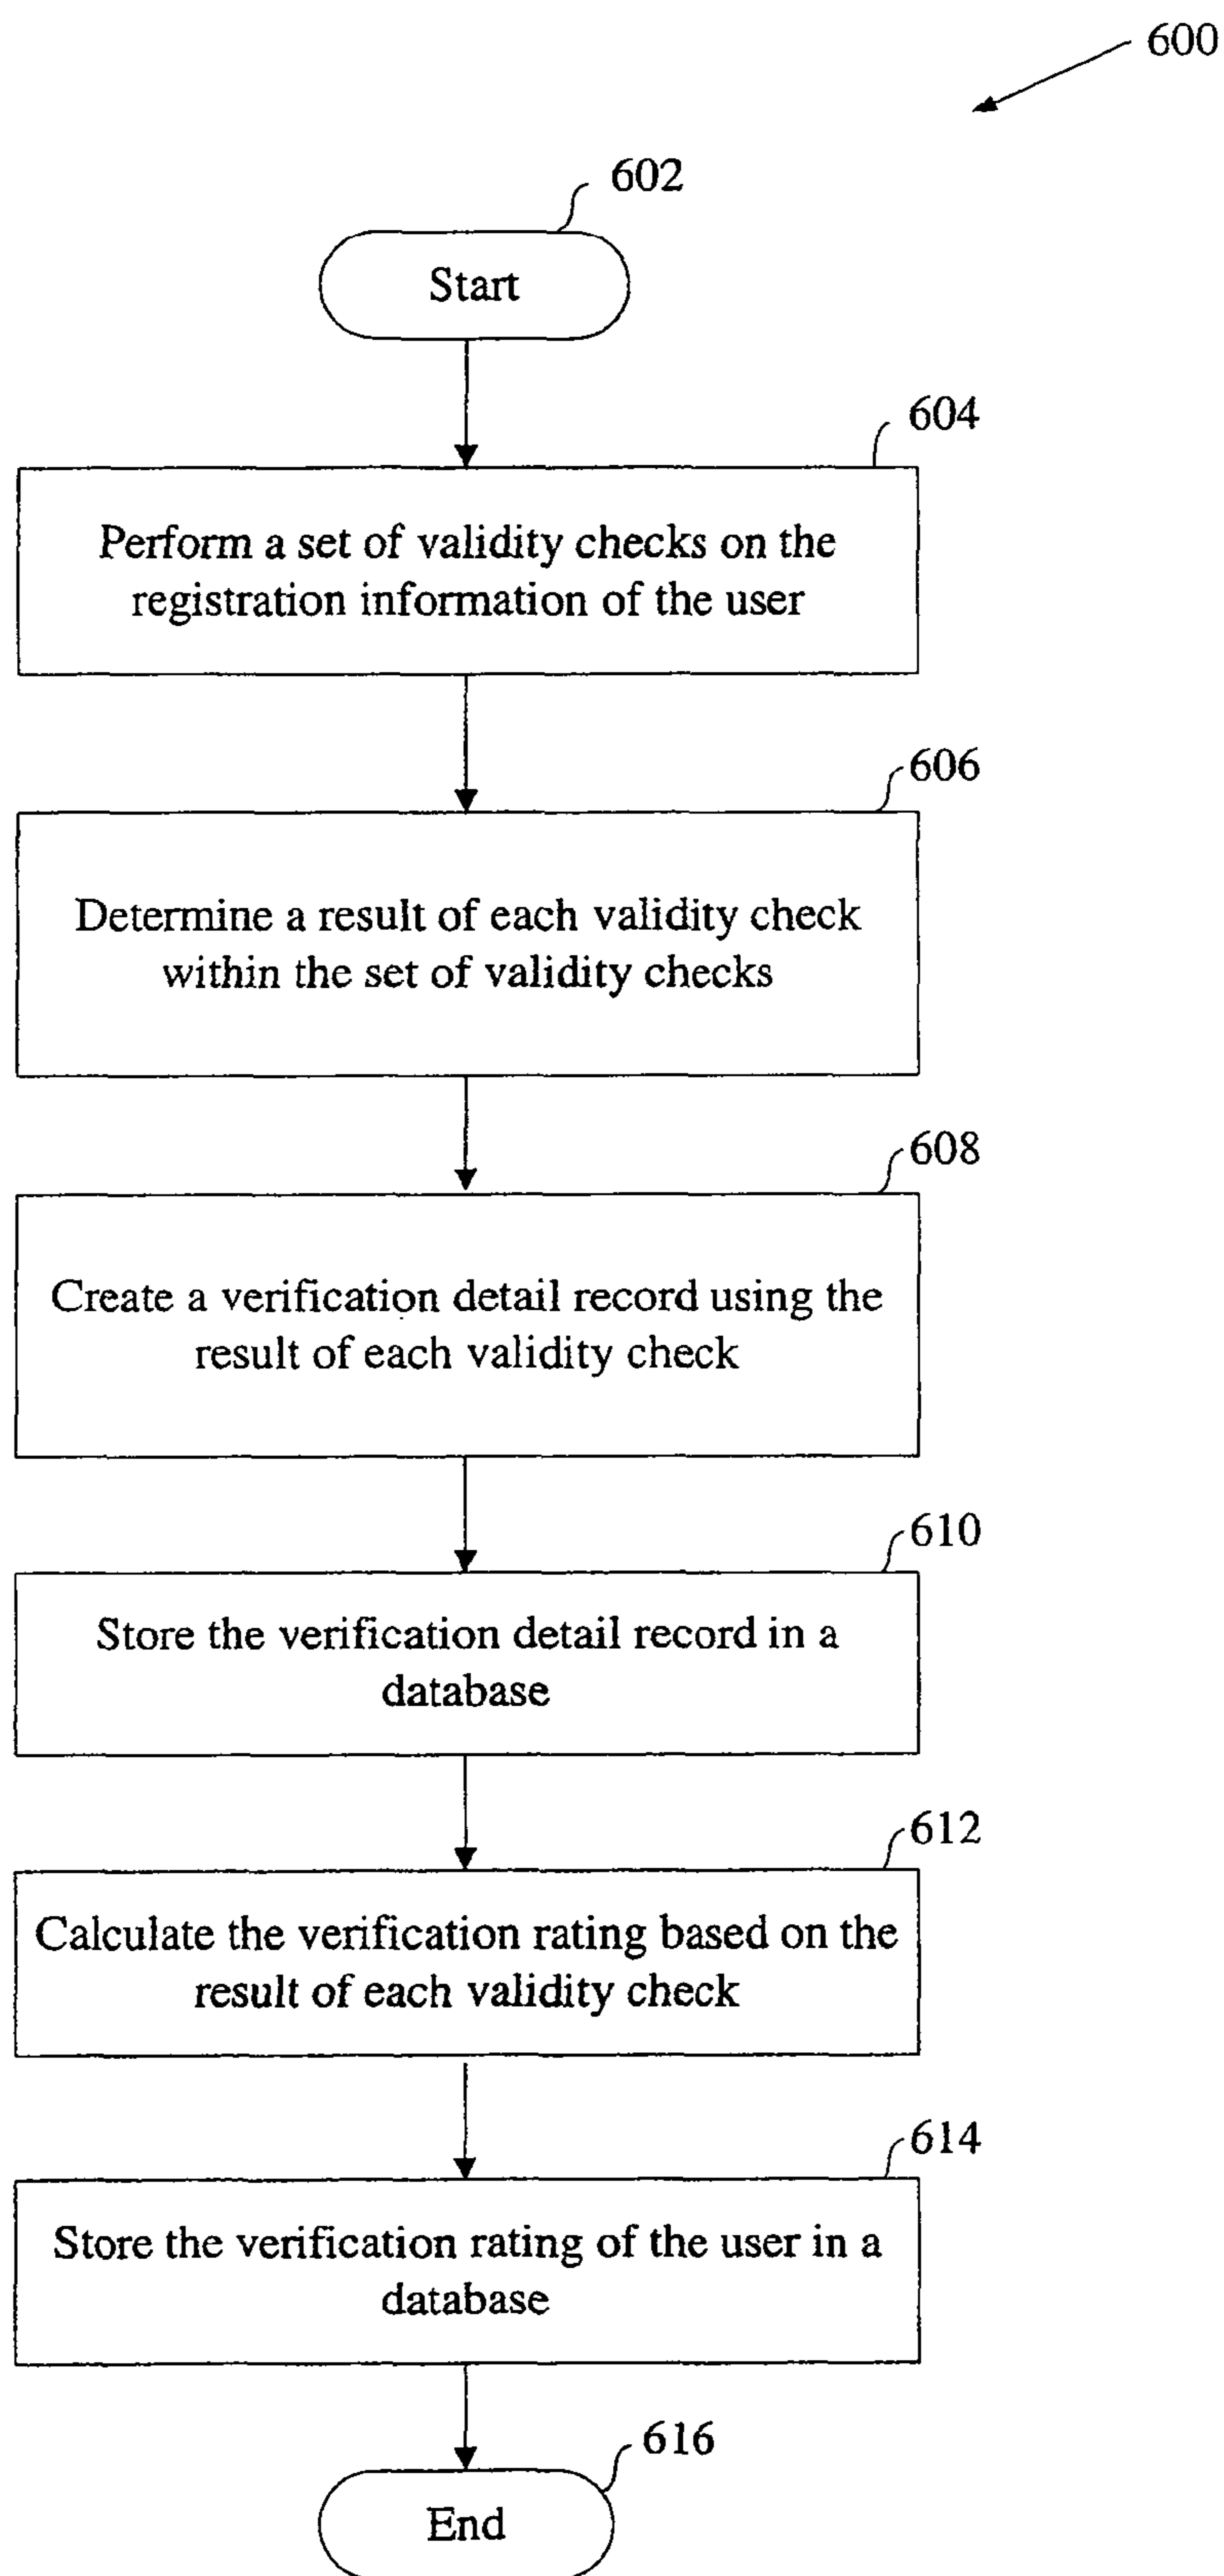 600
602
Start
604
Perform a set of validity checks on the
registration information of the user
606
Determine a result of each validity check
within the set of validity checks
608
Create a verification detail record using the
result of each validity check
610
Store the verification detail record in a
database
612
Calculate the verification rating based on the
result of each validity check
614
Store the verification rating of the user in a
database
616
End